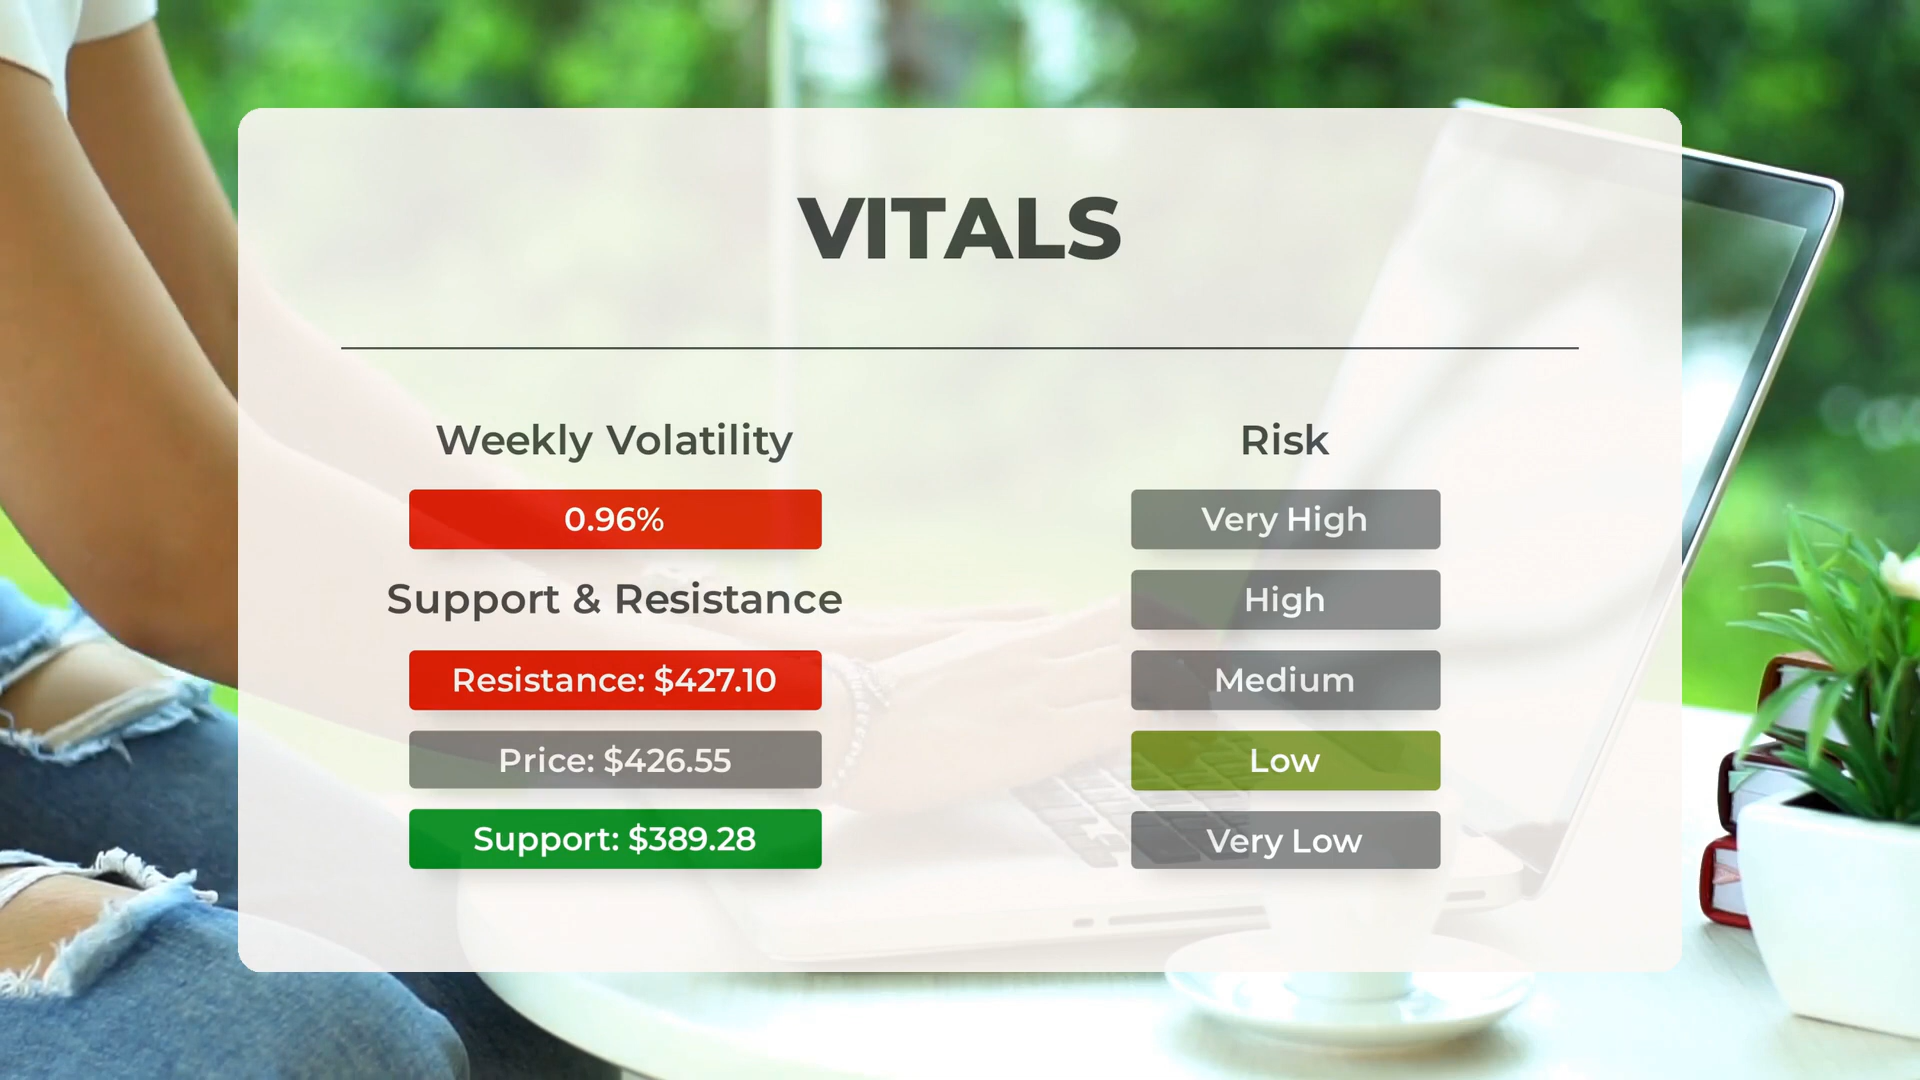 VITALS
Weekly Volatility
0.96%
Support & Resistance
Resistance: $427.10
Price: $426.55
Support: $389.28
Risk
Very High
High
Medium
Low
Very Low